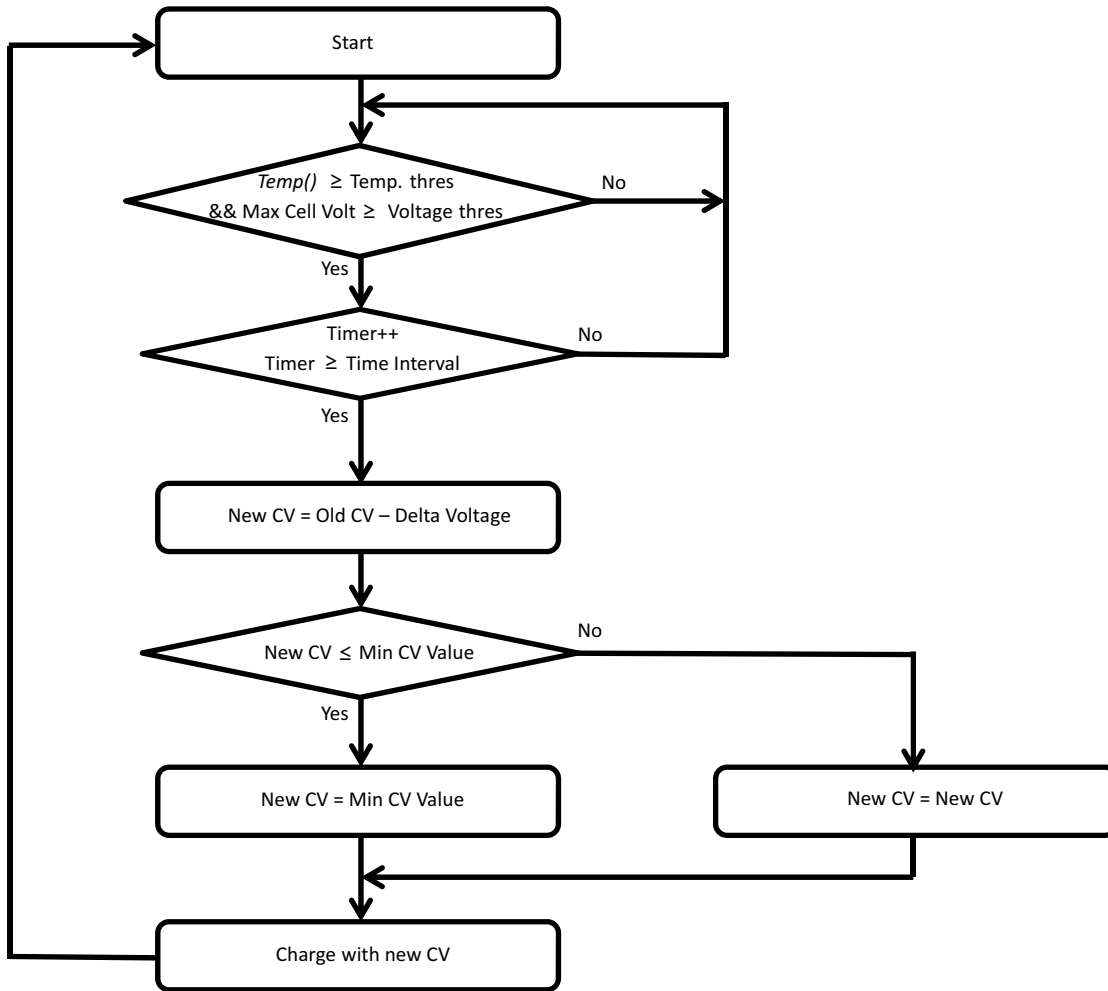 Start
Temp() ≥ Temp. thres
&& Max Cell Volt ≥ Voltage thres
No
Yes
Timer++
Timer ≥ Time Interval
No
Yes
New CV = Old CV – Delta Voltage
New CV ≤ Min CV Value
No
Yes
New CV = Min CV Value
New CV = New CV
Charge with new CV